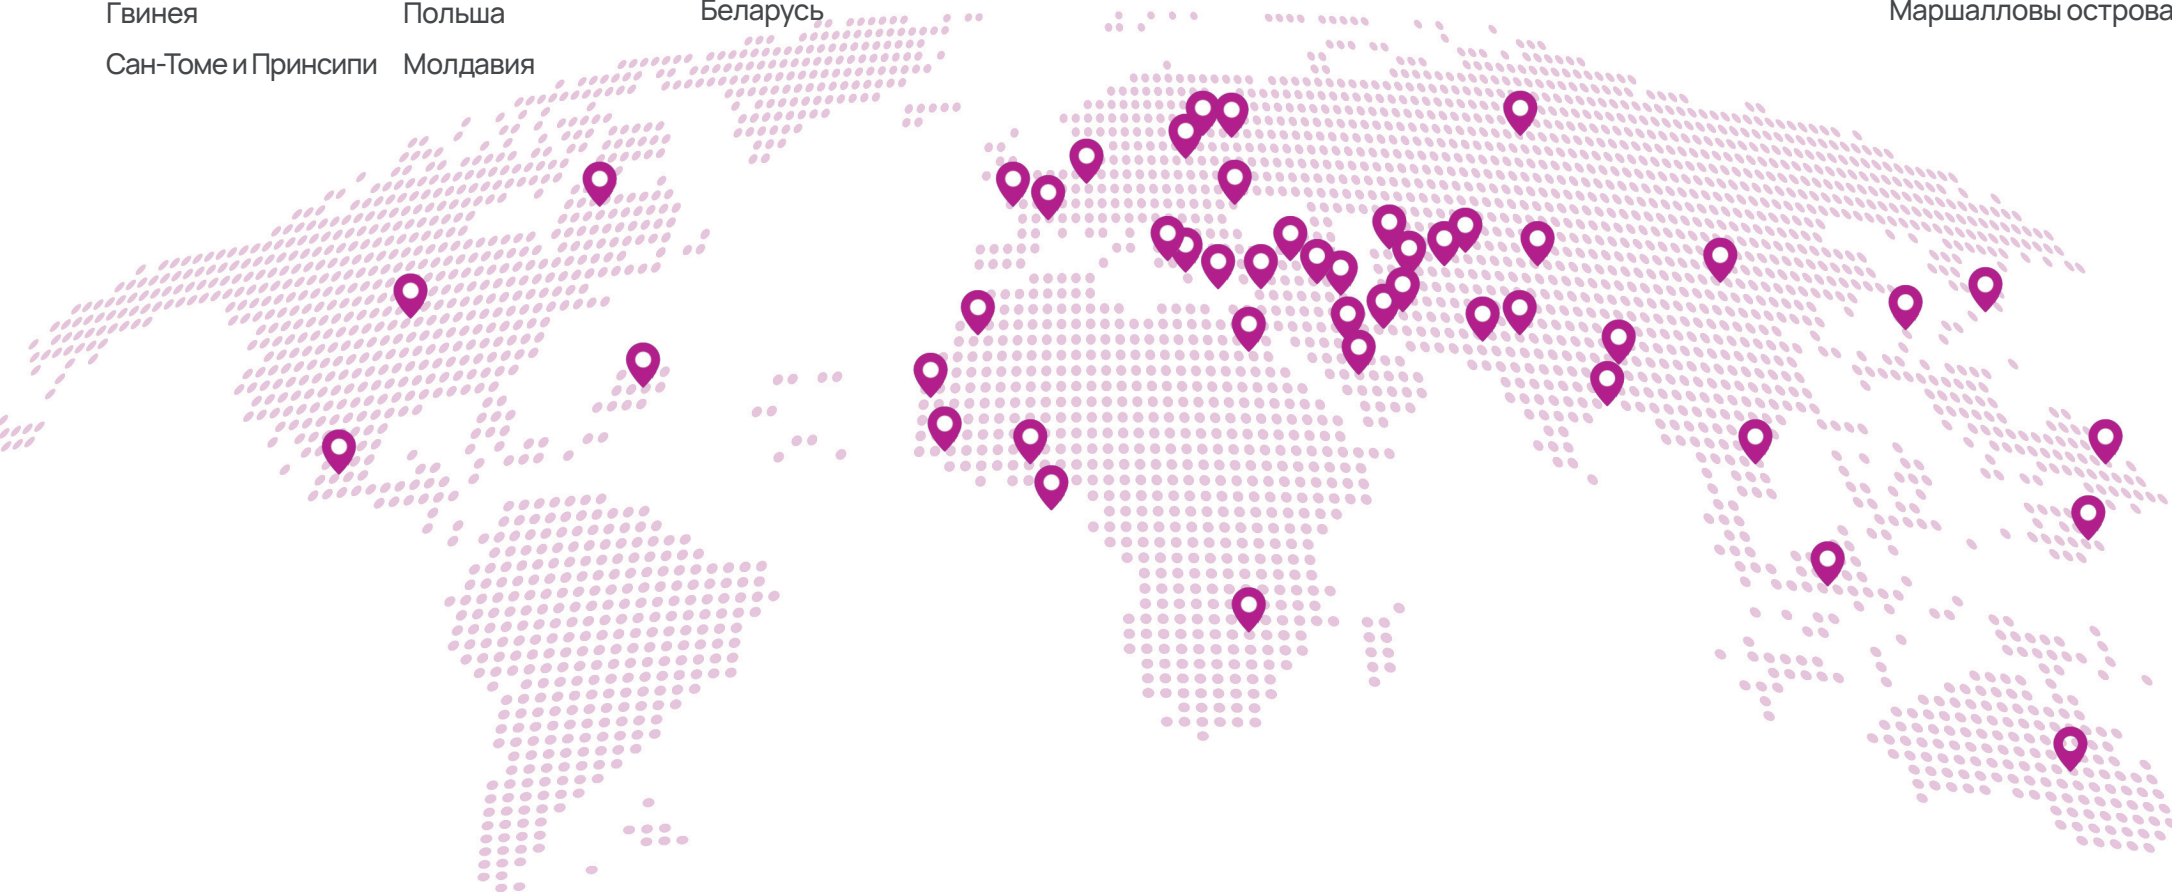 Гвинея
Польша
Беларусь
Маршалловы острова
Сан-Томе и Принсипи
Молдавия